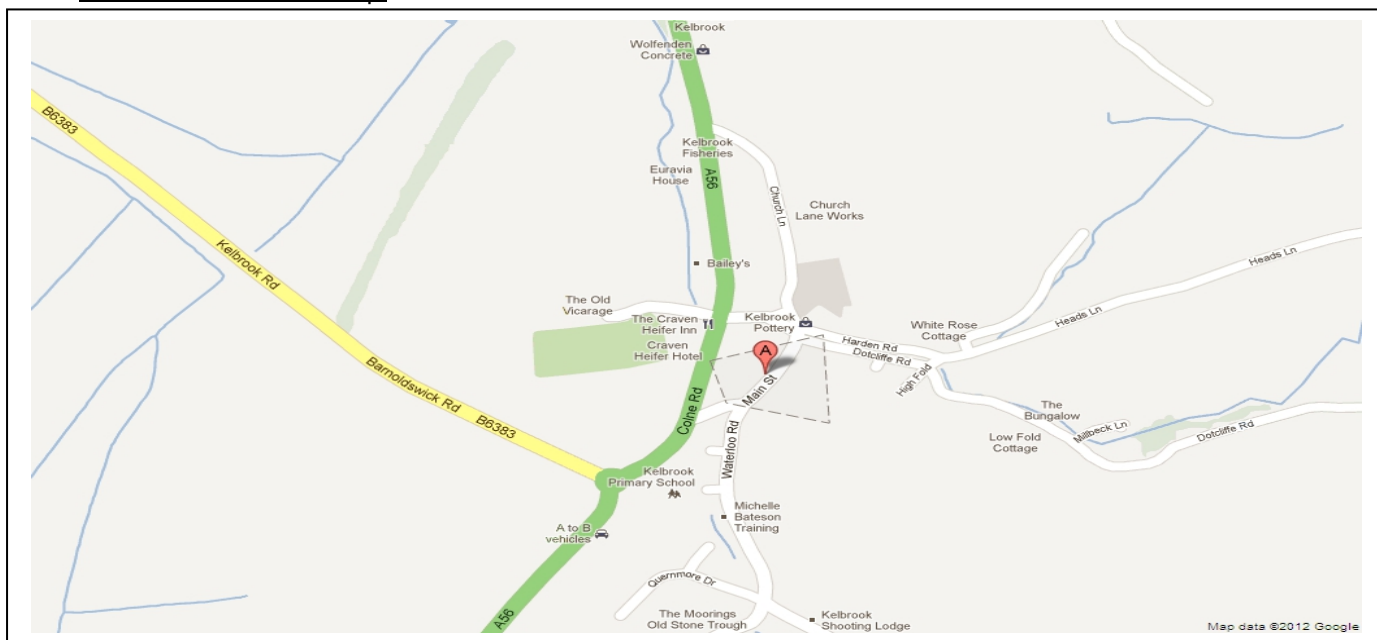 Kelbrook
Wolfenden
Concrete
B6383
Kelbrook
Fisheries
A56
Euravia
House
Church Ln
Church
Lane Works
Kelbrook Rd
Bailey's
Heads Ln
The Old
Vicarage
The Craven
Heifer Inn
Kelbrook
Pottery
White Rose
Cottage
Heads Ln
Craven
Heifer Hotel
Harden Rd
Dotcliffe Rd
A
High Fold
Barnoldswick Rd
Main St
Colne Rd
The
Bungalow
B6383
Millbeck Ln
Dotcliffe Rd
Low Fold
Cottage
Waterloo Rd
Kelbrook
Primary School
Michelle
Bateson
Training
A to B
vehicles
Quernmore Dr
The Moorings
Old Stone Trough
Kelbrook
Shooting Lodge
A56
Map data ©2012 Google